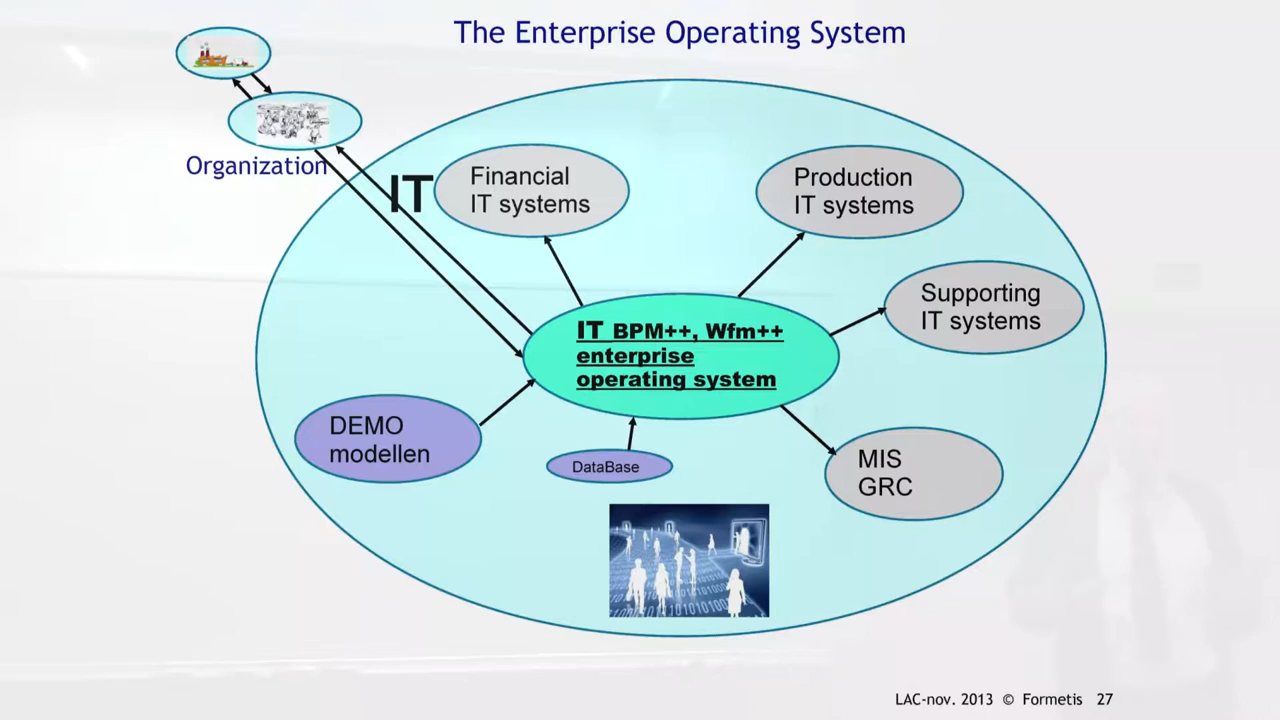 The Enterprise Operating System
Organization
IT
Financial
IT systems
Production
IT systems
Supporting
IT systems
IT BPM++, Wfm++
enterprise
operating system
DEMO
modellen
DataBase
MIS
GRC
LAC-nov. 2013 © Formetis 27